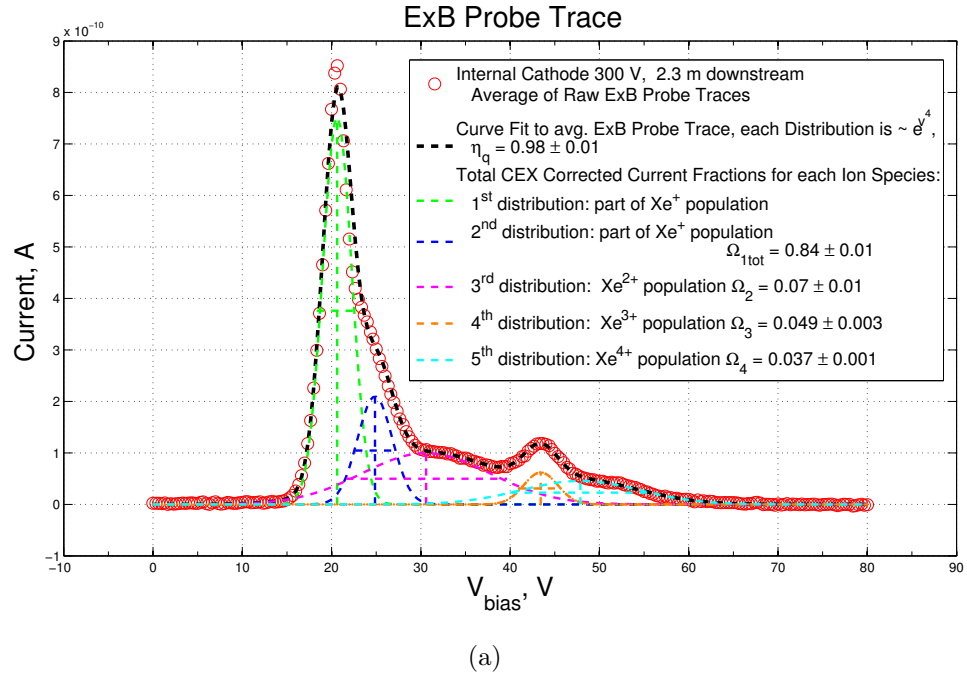 ExB Probe Trace
x 10⁻¹⁰
9
8
7
6
5
4
3
2
1
0
−1
Current, A
Internal Cathode 300 V, 2.3 m downstream
Average of Raw ExB Probe Traces
Curve Fit to avg. ExB Probe Trace, each Distribution is ~ e^v^4,
η_q = 0.98 ± 0.01
Total CEX Corrected Current Fractions for each Ion Species:
1ˢᵗ distribution: part of Xe⁺ population
2ⁿᵈ distribution: part of Xe⁺ population
Ω_1tot = 0.84 ± 0.01
3ʳᵈ distribution: Xe²⁺ population Ω₂ = 0.07 ± 0.01
4ᵗʰ distribution: Xe³⁺ population Ω₃ = 0.049 ± 0.003
5ᵗʰ distribution: Xe⁴⁺ population Ω₄ = 0.037 ± 0.001
−10 0 10 20 30 40 50 60 70 80 90
V_bias, V
(a)